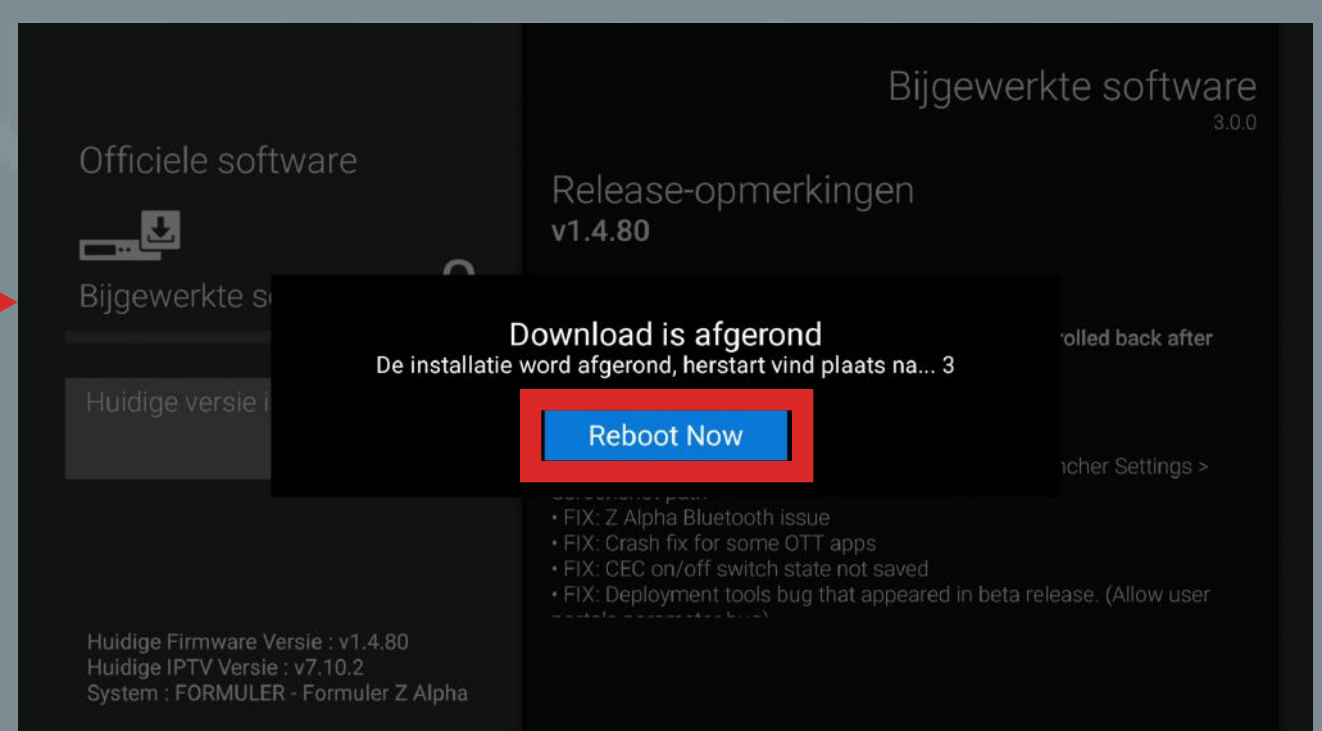 Bijgewerkte software
3.0.0
Officiele software
Bijgewerkte s
Huidige versie i
Release-opmerkingen
v1.4.80
olled back after
Download is afgerond
De installatie word afgerond, herstart vind plaats na... 3
Reboot Now
ncher Settings >
• FIX: Z Alpha Bluetooth issue
• FIX: Crash fix for some OTT apps
• FIX: CEC on/off switch state not saved
• FIX: Deployment tools bug that appeared in beta release. (Allow user
Huidige Firmware Versie : v1.4.80
Huidige IPTV Versie : v7.10.2
System : FORMULER - Formuler Z Alpha